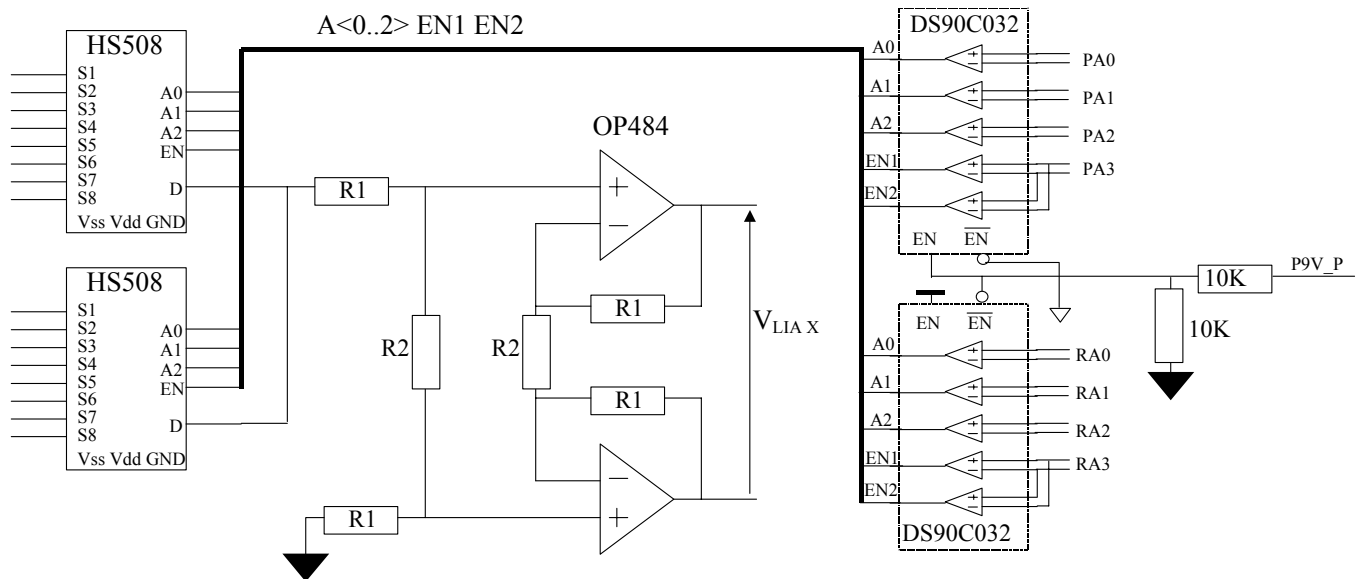 A<0..2> EN1 EN2
HS508
S1
S2
S3
S4
S5
S6
S7
S8
A0
A1
A2
EN
D
Vss Vdd GND
HS508
S1
S2
S3
S4
S5
S6
S7
S8
A0
A1
A2
EN
D
Vss Vdd GND
R1
R2
R1
OP484
+
−
R1
R2
R1
−
+
V LIA X
DS90C032
A0
A1
A2
EN1
EN2
+
−
+
−
+
−
+
−
+
−
PA0
PA1
PA2
PA3
EN
EN
P9V_P
10K
10K
EN
EN
A0
A1
A2
EN1
EN2
+
−
+
−
+
−
+
−
+
−
RA0
RA1
RA2
RA3
DS90C032